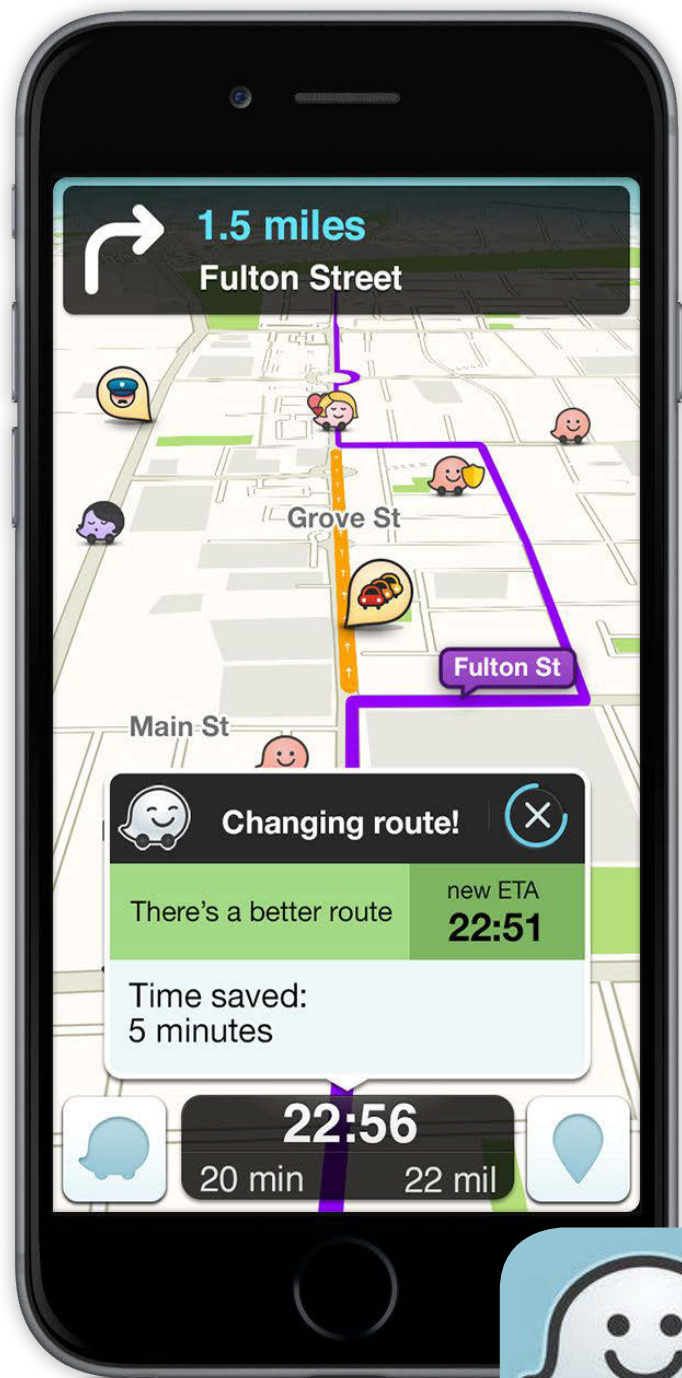 1.5 miles
Fulton Street
Grove St
Fulton St
Main St
Changing route!
There's a better route
new ETA
22:51
Time saved:
5 minutes
22:56
20 min 22 mil